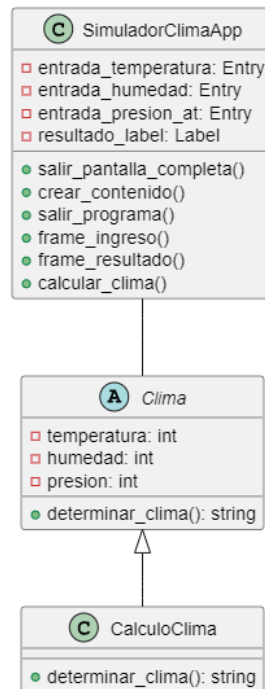 C SimuladorClimaApp
entrada_temperatura: Entry
entrada_humedad: Entry
entrada_presion_at: Entry
resultado_label: Label
salir_pantalla_completa()
crear_contenido()
salir_programa()
frame_ingreso()
frame_resultado()
calcular_clima()
A Clima
temperatura: int
humedad: int
presion: int
determinar_clima(): string
C CalculoClima
determinar_clima(): string